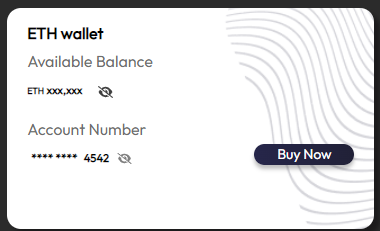 ETH wallet
Available Balance
ETH xxx,xxx
Account Number
**** **** 4542
Buy Now